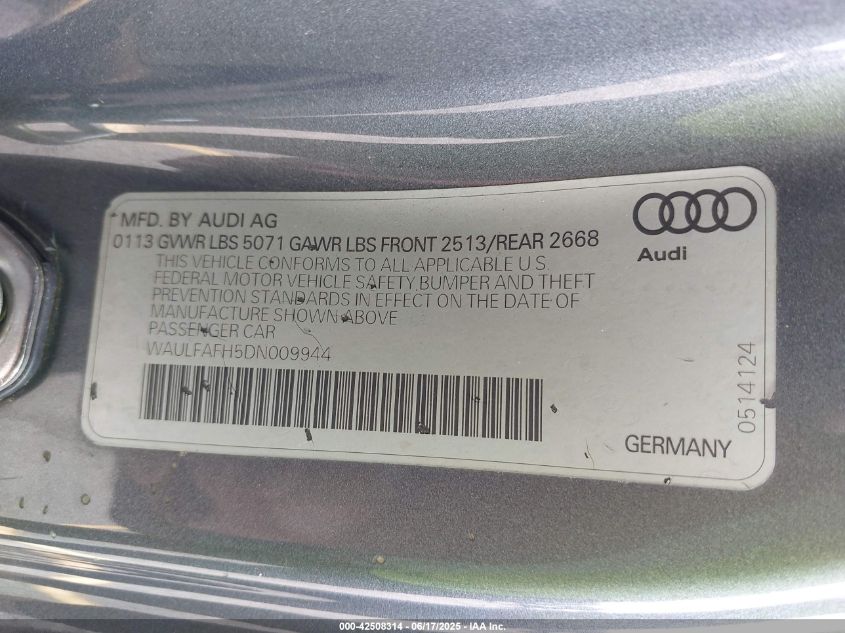 MFD. BY AUDI AG
0113 GVWR LBS 5071 GAWR LBS FRONT 2513/REAR 2668
THIS VEHICLE CONFORMS TO ALL APPLICABLE U S
FEDERAL MOTOR VEHICLE SAFETY, BUMPER AND THEFT
PREVENTION STANDARDS IN EFFECT ON THE DATE OF
MANUFACTURE SHOWN ABOVE
PASSENGER CAR
WAULFAFH5DN009944
Audi
0514124
GERMANY
000-42508314 - 06/17/2025 - IAA Inc.